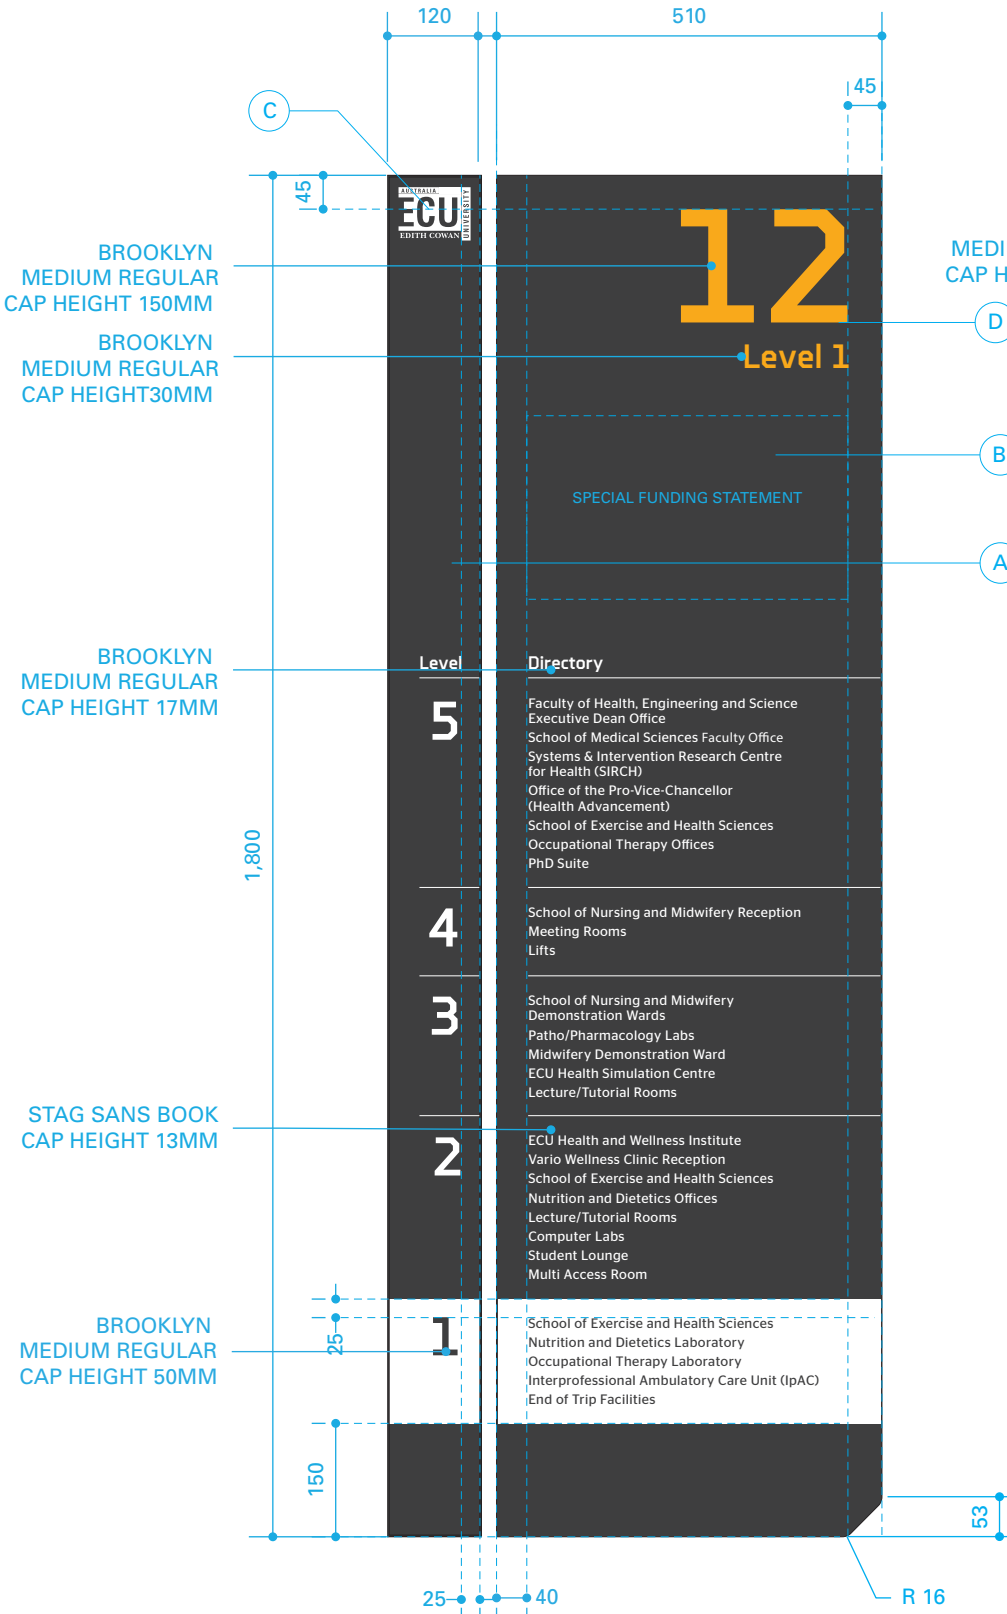 120
510
45
C
45
AUSTRALIA
ECU
UNIVERSITY
EDITH COWAN
12
BROOKLYN
MEDIUM REGULAR
CAP HEIGHT 150MM
MEDI
CAP H
D
BROOKLYN
MEDIUM REGULAR
CAP HEIGHT30MM
Level 1
B
SPECIAL FUNDING STATEMENT
A
BROOKLYN
MEDIUM REGULAR
CAP HEIGHT 17MM
Level
Directory
5
Faculty of Health, Engineering and Science
Executive Dean Office
School of Medical Sciences Faculty Office
Systems & Intervention Research Centre
for Health (SIRCH)
Office of the Pro-Vice-Chancellor
(Health Advancement)
School of Exercise and Health Sciences
Occupational Therapy Offices
PhD Suite
1,800
4
School of Nursing and Midwifery Reception
Meeting Rooms
Lifts
3
School of Nursing and Midwifery
Demonstration Wards
Patho/Pharmacology Labs
Midwifery Demonstration Ward
ECU Health Simulation Centre
Lecture/Tutorial Rooms
STAG SANS BOOK
CAP HEIGHT 13MM
2
ECU Health and Wellness Institute
Vario Wellness Clinic Reception
School of Exercise and Health Sciences
Nutrition and Dietetics Offices
Lecture/Tutorial Rooms
Computer Labs
Student Lounge
Multi Access Room
BROOKLYN
MEDIUM REGULAR
CAP HEIGHT 50MM
25
1
School of Exercise and Health Sciences
Nutrition and Dietetics Laboratory
Occupational Therapy Laboratory
Interprofessional Ambulatory Care Unit (IpAC)
End of Trip Facilities
150
53
25
40
R 16